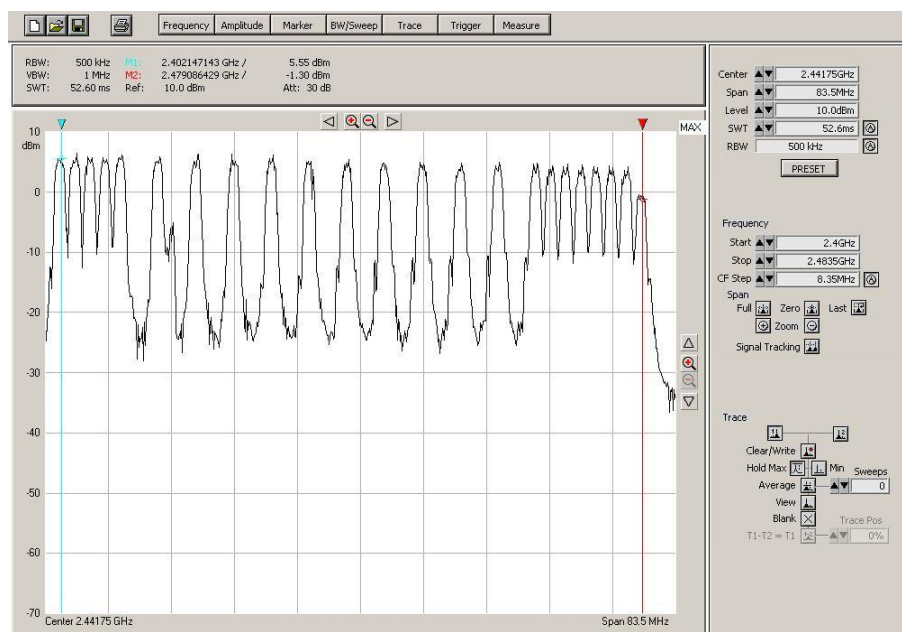 Frequency Amplitude Marker BW/Sweep Trace Trigger Measure
RBW: 500 kHz M1: 2.402147143 GHz / 5.55 dBm
VBW: 1 MHz M2: 2.479086429 GHz / -1.30 dBm
SWT: 52.60 ms Ref: 10.0 dBm Att: 30 dB
10
dBm
0
-10
-20
-30
-40
-50
-60
-70
MAX
Center 2.44175 GHz Span 83.5 MHz
Center 2.44175GHz
Span 83.5MHz
Level 10.0dBm
SWT 52.6ms
RBW 500 kHz
PRESET
Frequency
Start 2.4GHz
Stop 2.4835GHz
CF Step 8.35MHz
Span
Full Zero Last
Zoom
Signal Tracking
Trace
1 2
Clear/Write
Hold Max Min Sweeps
Average 0
View
Blank Trace Pos
T1-T2 = T1 0%